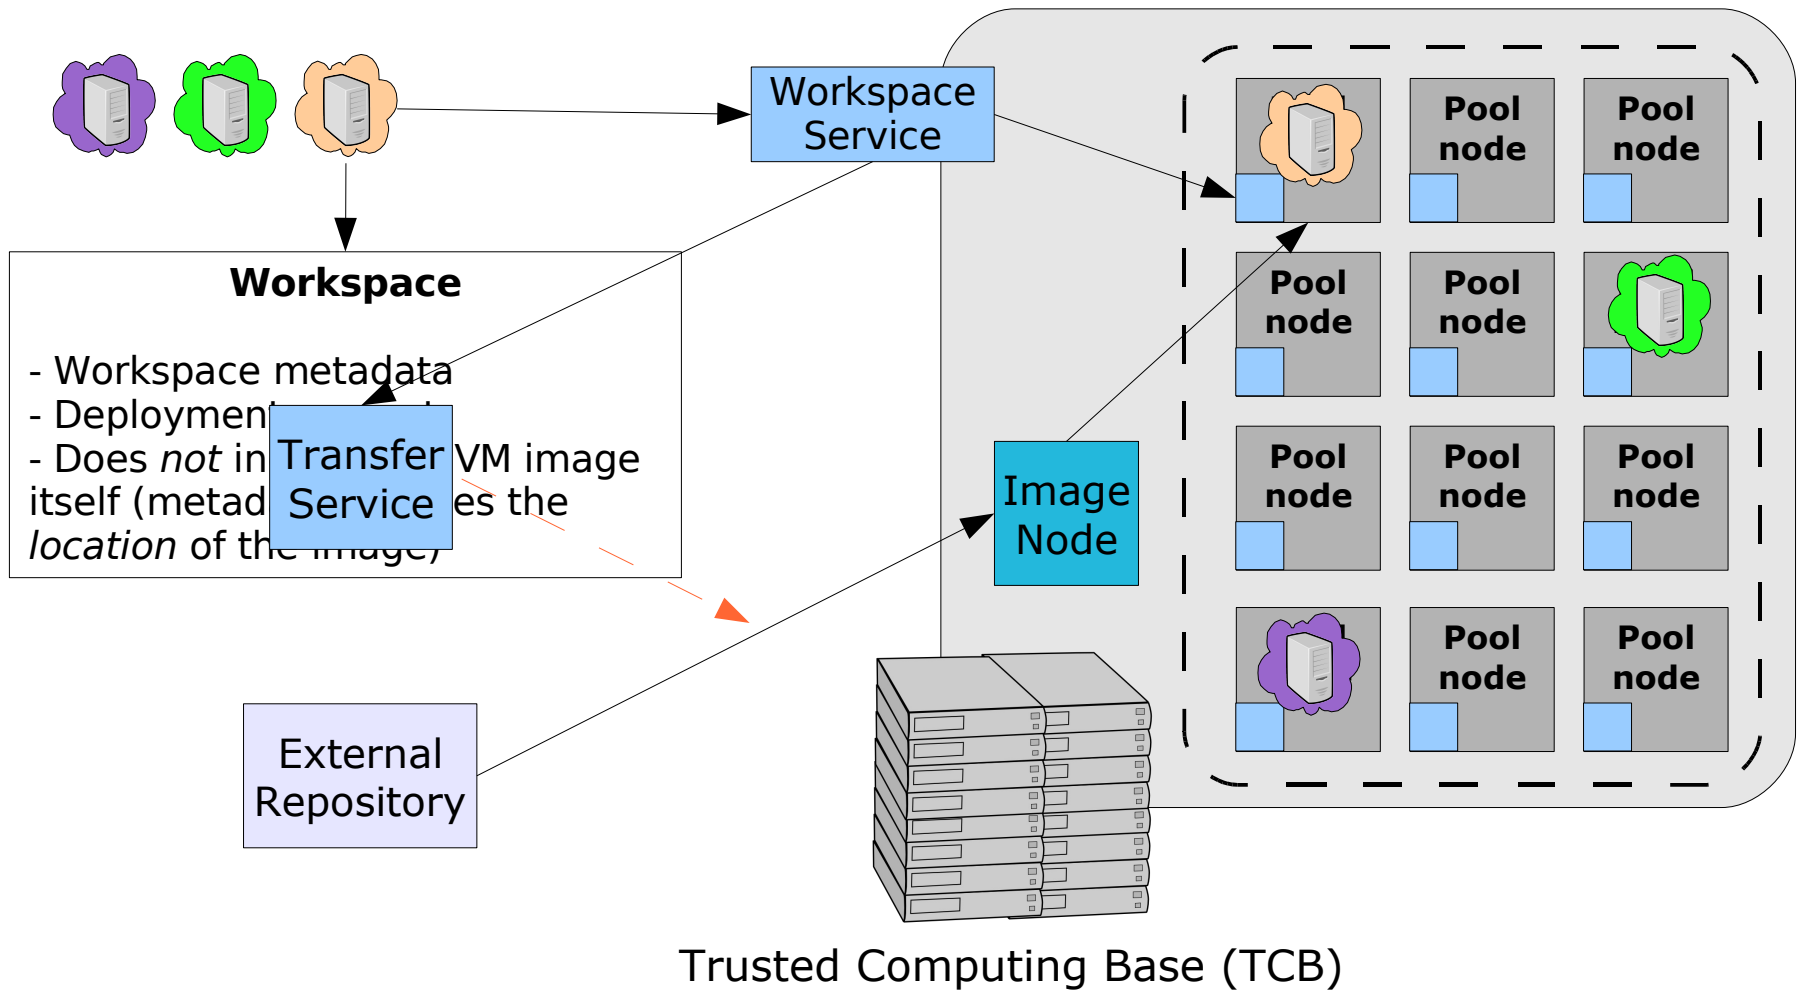 Workspace
Service
Workspace
- Workspace metadata
- Deployment
- Does not in VM image
itself (metad es the
location of the image)
Transfer
Service
Image
Node
External
Repository
Pool
node
Pool
node
Pool
node
Pool
node
Pool
node
Pool
node
Pool
node
Pool
node
Pool
node
Trusted Computing Base (TCB)